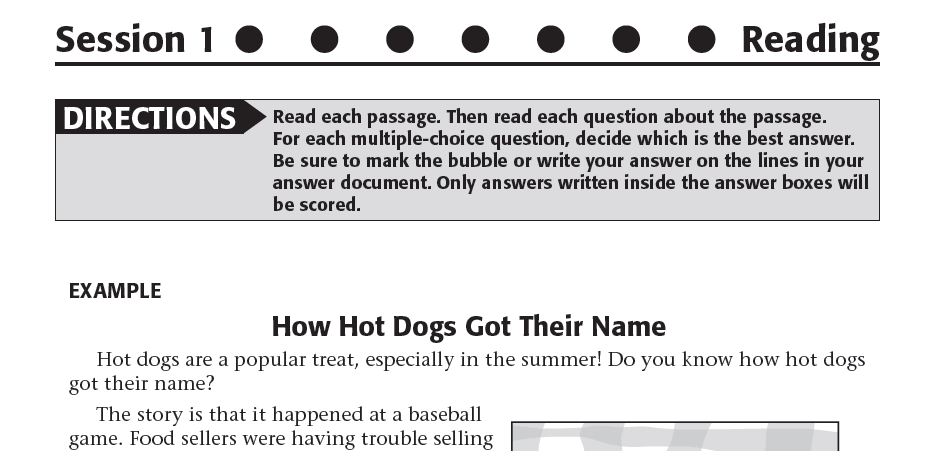 Session 1 ● ● ● ● ● ● ● Reading
DIRECTIONS
Read each passage. Then read each question about the passage.
For each multiple-choice question, decide which is the best answer.
Be sure to mark the bubble or write your answer on the lines in your
answer document. Only answers written inside the answer boxes will
be scored.
EXAMPLE
How Hot Dogs Got Their Name
Hot dogs are a popular treat, especially in the summer! Do you know how hot dogs
got their name?
The story is that it happened at a baseball
game. Food sellers were having trouble selling